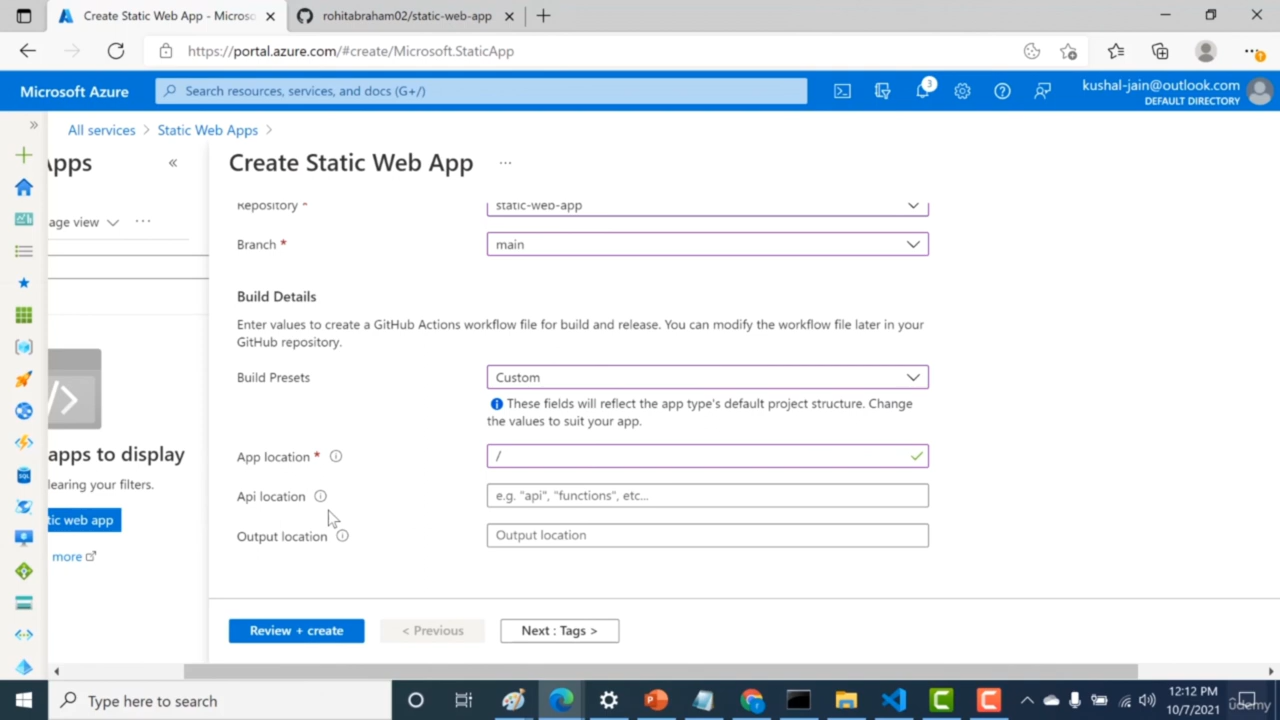 Create Static Web App - Microso
rohitabraham02/static-web-app
https://portal.azure.com/#create/Microsoft.StaticApp
Microsoft Azure
Search resources, services, and docs (G+/)
3
kushal-jain@outlook.com
DEFAULT DIRECTORY
All services > Static Web Apps >
Apps
Create Static Web App ...
age view
Repository *
static-web-app
Branch *
main
Build Details
Enter values to create a GitHub Actions workflow file for build and release. You can modify the workflow file later in your
GitHub repository.
Build Presets
Custom
These fields will reflect the app type's default project structure. Change
the values to suit your app.
apps to display
App location *
/
learing your filters.
Api location
e.g. "api", "functions", etc...
tic web app
Output location
Output location
more
Review + create
< Previous
Next : Tags >
SQL
Type here to search
12:12 PM
10/7/2021
udemy